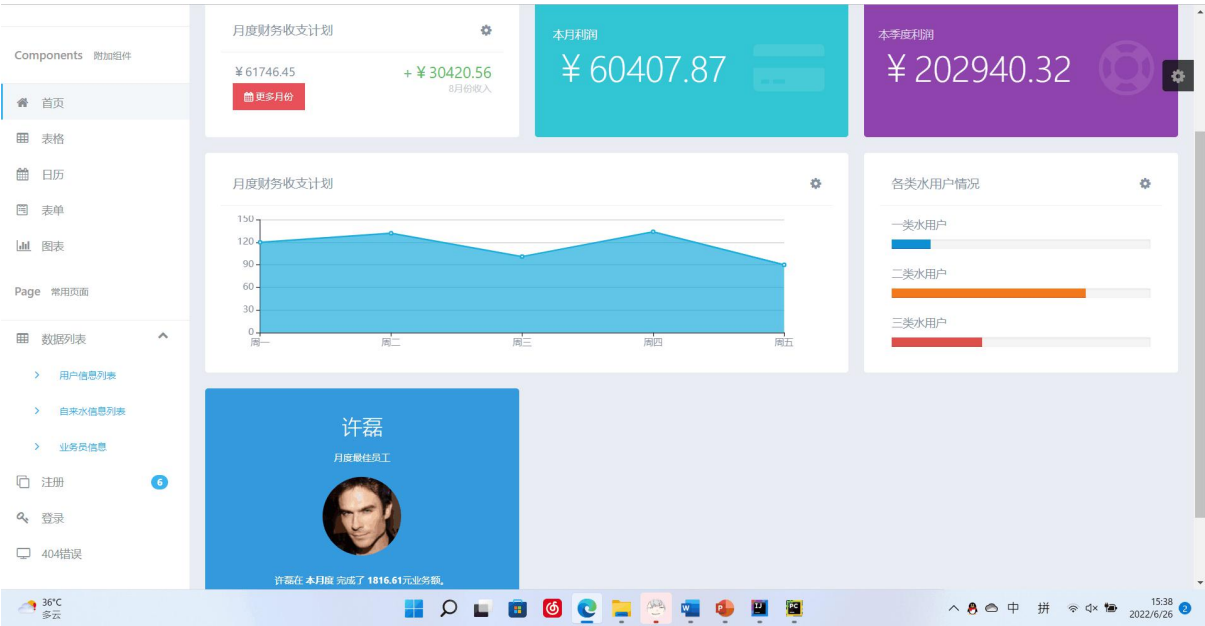 Components 附加组件
首页
表格
日历
表单
图表
Page 常用页面
数据列表
用户信息列表
自来水信息列表
业务员信息
注册 6
登录
404错误
月度财务收支计划
¥61746.45
+ ¥30420.56
8月份收入
更多月份
本月利润
¥60407.87
本季度利润
¥202940.32
月度财务收支计划
150
120
90
60
30
0
周一 周二 周三 周四 周五
各类水用户情况
一类水用户
二类水用户
三类水用户
许磊
月度最佳员工
许磊在 本月度 完成了 1816.61元业务额。
36°C
多云
W
P
IJ
PC
中
拼
15:38
2022/6/26
2